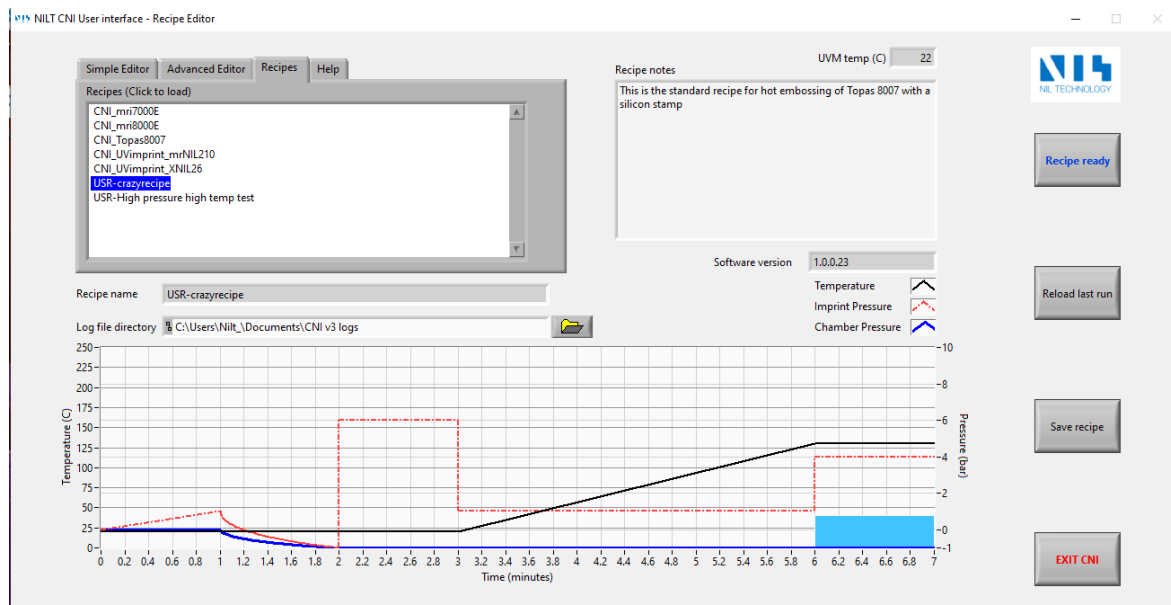 NILT CNI User interface - Recipe Editor
Simple Editor Advanced Editor Recipes Help
Recipes (Click to load)
CNI_mri7000E
CNI_mri8000E
CNI_Topas8007
CNI_UVimprint_mrNIL210
CNI_UVimprint_XNIL26
USR-crazyrecipe
USR-High pressure high temp test
UVM temp (C) 22
Recipe notes
This is the standard recipe for hot embossing of Topas 8007 with a
silicon stamp
NIL TECHNOLOGY
Recipe ready
Reload last run
Save recipe
EXIT CNI
Software version 1.0.0.23
Recipe name USR-crazyrecipe
Log file directory C:\Users\Nilt_\Documents\CNI v3 logs
Temperature
Imprint Pressure
Chamber Pressure
Temperature (C)
250
225
200
175
150
125
100
75
50
25
0
10
8
6
4
2
0
-1
Pressure (bar)
0 0.2 0.4 0.6 0.8 1 1.2 1.4 1.6 1.8 2 2.2 2.4 2.6 2.8 3 3.2 3.4 3.6 3.8 4 4.2 4.4 4.6 4.8 5 5.2 5.4 5.6 5.8 6 6.2 6.4 6.6 6.8 7
Time (minutes)